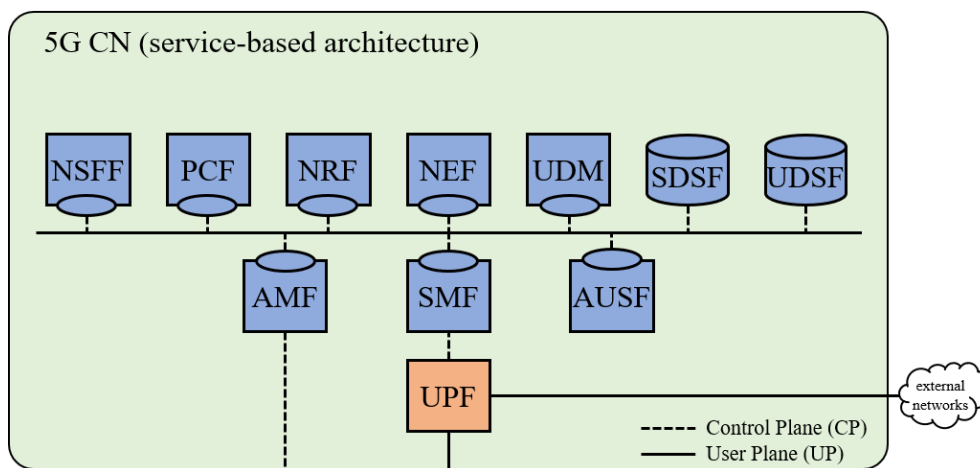 5G CN (service-based architecture)
NSFF PCF NRF NEF UDM SDSF UDSF
AMF SMF AUSF
UPF
external
networks
Control Plane (CP)
User Plane (UP)